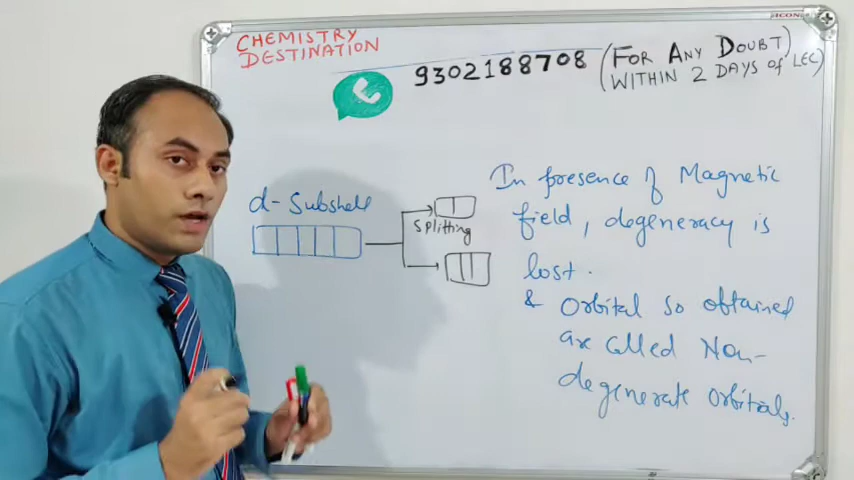 CHEMISTRY
DESTINATION
9302188708
(FOR ANY DOUBT)
WITHIN 2 DAYS of LEC)
d-Subshell
Splitting
In presence of Magnetic
field, degeneracy is
lost.
& Orbital so obtained
are called Non-
degenerate orbitals.